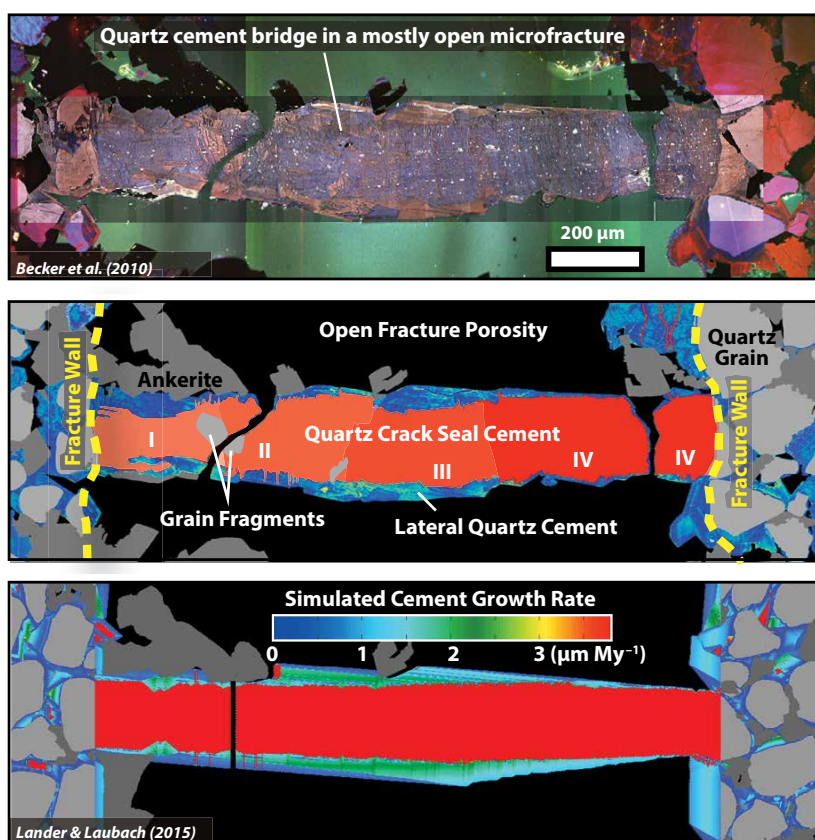 Quartz cement bridge in a mostly open microfracture
200 µm
Becker et al. (2010)
Open Fracture Porosity
Quartz
Grain
Ankerite
Fracture Wall
Fracture Wall
I
II
Quartz Crack Seal Cement
III
IV
IV
Grain Fragments
Lateral Quartz Cement
Simulated Cement Growth Rate
0 1 2 3 (µm My⁻¹)
Lander & Laubach (2015)